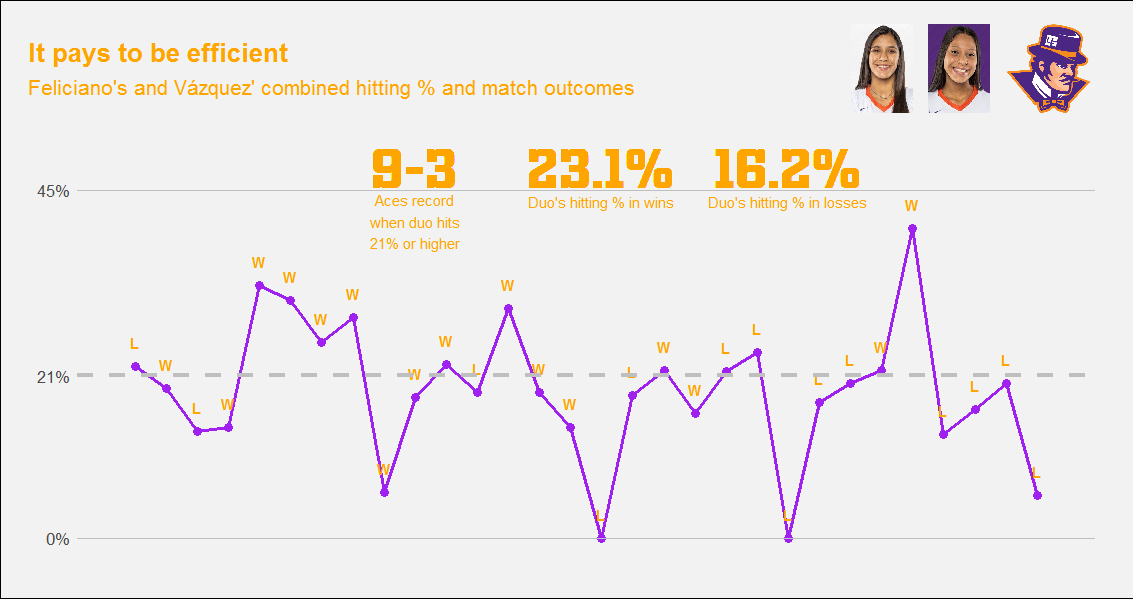 It pays to be efficient
Feliciano's and Vázquez' combined hitting % and match outcomes
9-3
Aces record
when duo hits
21% or higher
23.1%
Duo's hitting % in wins
16.2%
Duo's hitting % in losses
45%
21%
0%
L W L W W W W W W W W L W W W L L W W L L L L L W W L L L L